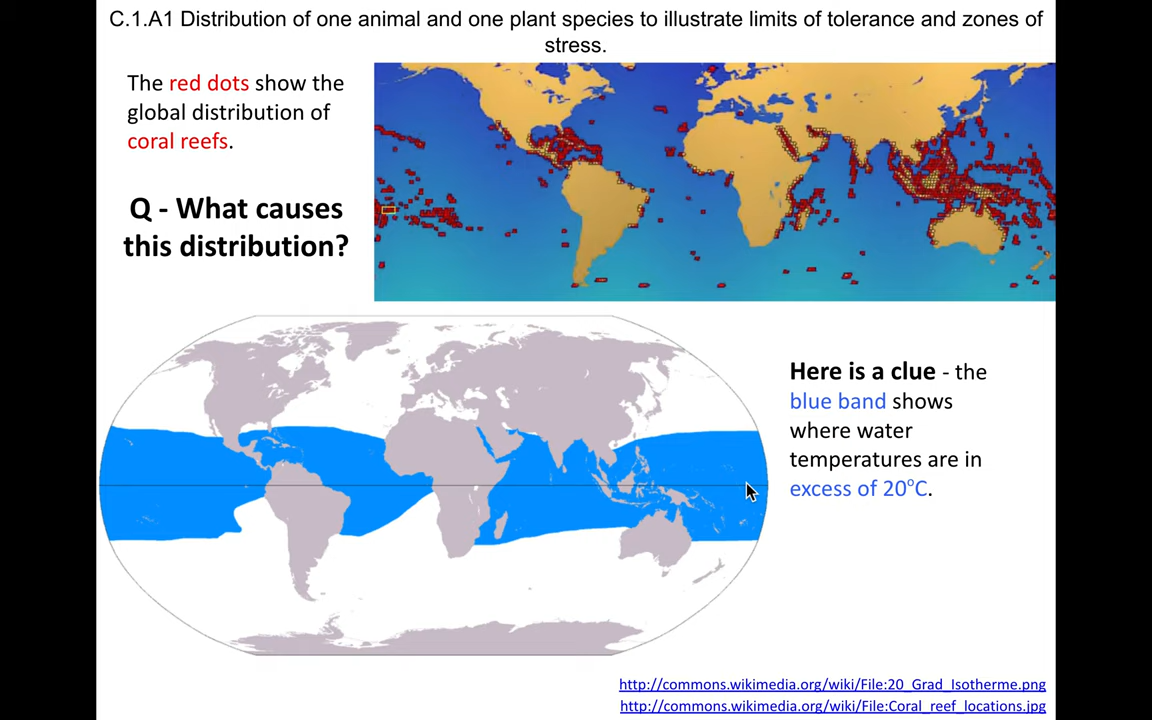 C.1.A1 Distribution of one animal and one plant species to illustrate limits of tolerance and zones of
stress.
The red dots show the
global distribution of
coral reefs.
Q - What causes
this distribution?
Here is a clue - the
blue band shows
where water
temperatures are in
excess of 20°C.
http://commons.wikimedia.org/wiki/File:20_Grad_Isotherme.png
http://commons.wikimedia.org/wiki/File:Coral_reef_locations.jpg